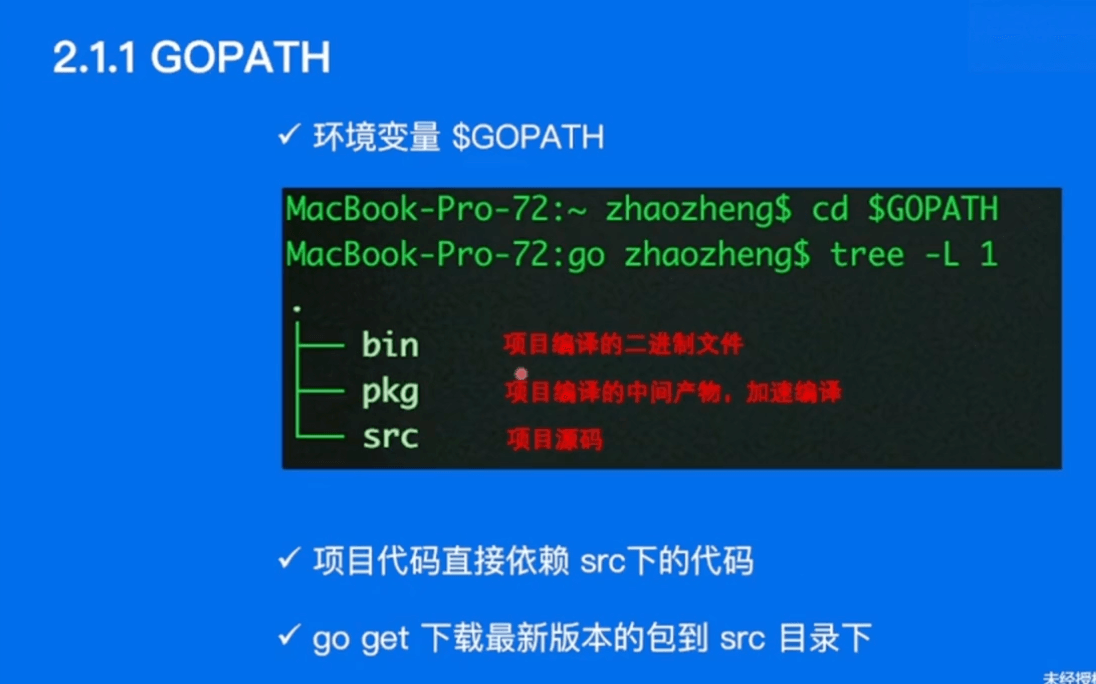 2.1.1 GOPATH
✓ 环境变量 $GOPATH
MacBook-Pro-72:~ zhaozheng$ cd $GOPATH
MacBook-Pro-72:go zhaozheng$ tree -L 1
.
├── bin 项目编译的二进制文件
├── pkg 项目编译的中间产物，加速编译
└── src 项目源码
✓ 项目代码直接依赖 src下的代码
✓ go get 下载最新版本的包到 src 目录下
未经授权